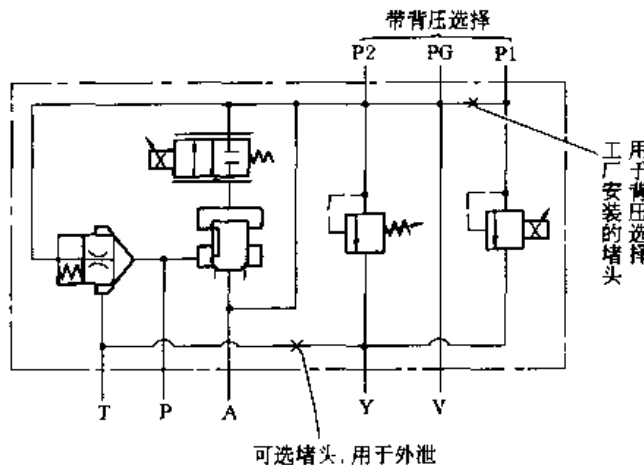 带背压选择
P2 PG P1
用于背压选择
工厂安装的堵头
T P A Y V
可选堵头,用于外泄